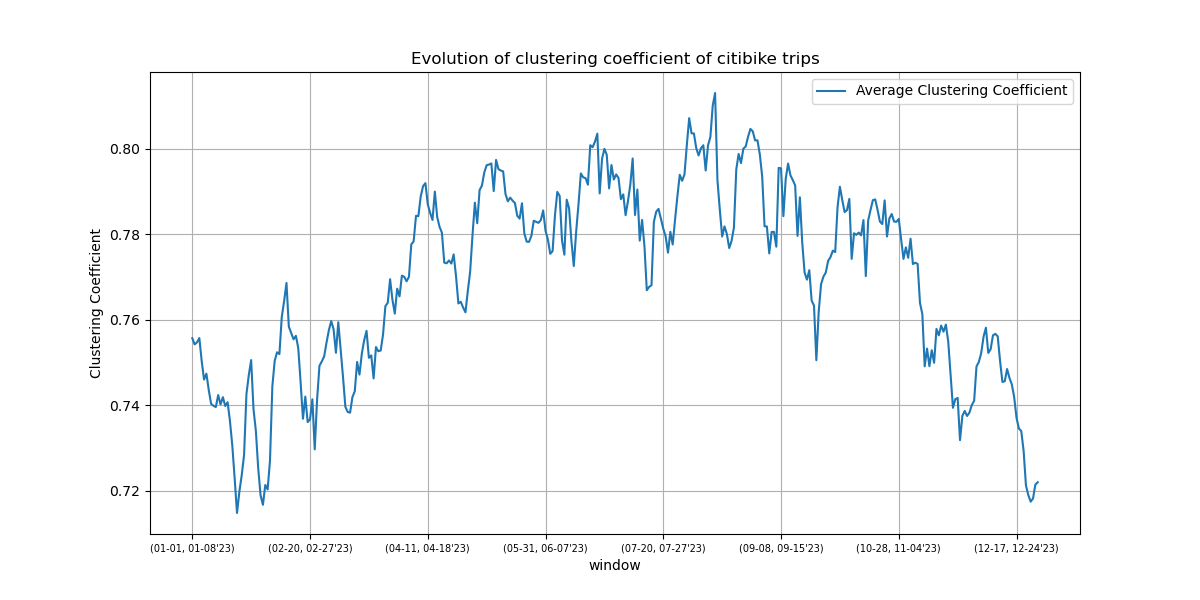 Evolution of clustering coefficient of citibike trips
Average Clustering Coefficient
Clustering Coefficient
0.80
0.78
0.76
0.74
0.72
(01-01, 01-08'23) (02-20, 02-27'23) (04-11, 04-18'23) (05-31, 06-07'23) (07-20, 07-27'23) (09-08, 09-15'23) (10-28, 11-04'23) (12-17, 12-24'23)
window